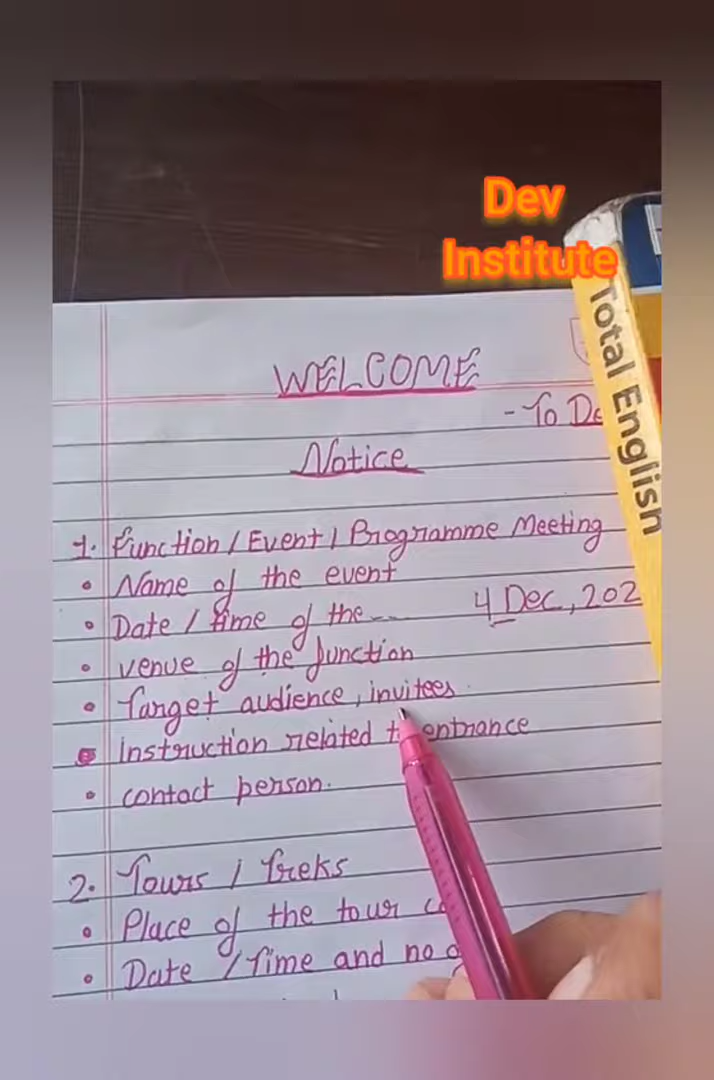 Dev
Institute
Total English
WELCOME
- To
Notice
1. Function / Event / Programme Meeting
• Name of the event
• Date / time of the --- 4 Dec, 202
• venue of the function
• Target audience, invitees.
• Instruction related to entrance
• contact person.
2. Tours / Treks
• Place of the tour
• Date / Time and no